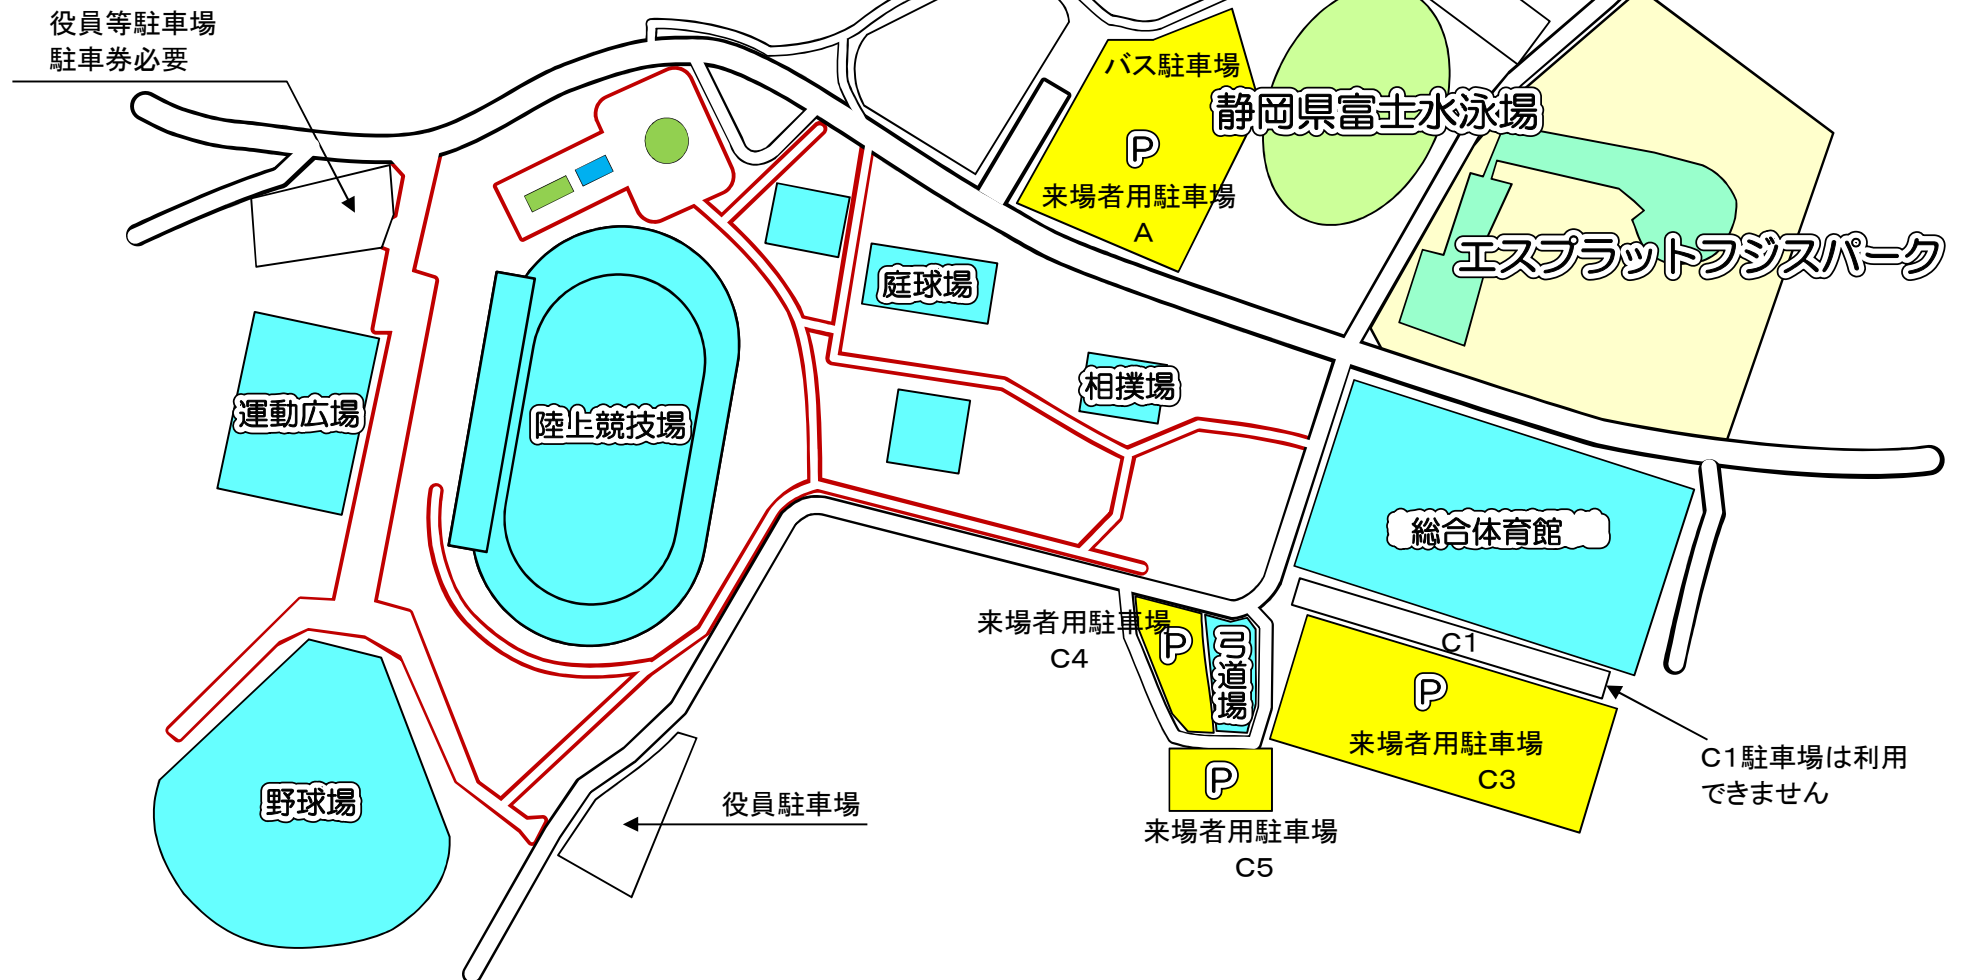 役員等駐車場
駐車券必要
バス駐車場
P
来場者用駐車場
A
静岡県富士水泳場
エスプラットフジスパーク
庭球場
相撲場
運動広場
陸上競技場
総合体育館
C1
来場者用駐車場
C4
P
弓道場
P
来場者用駐車場
C3
C1駐車場は利用
できません
野球場
役員駐車場
P
来場者用駐車場
C5